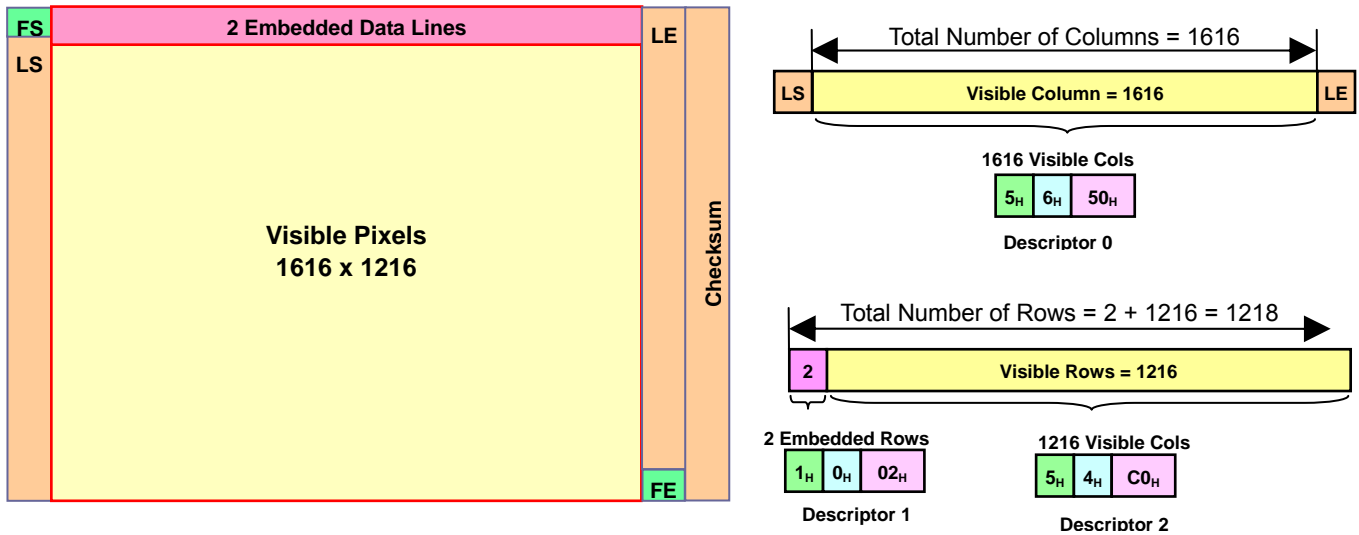 FS
2 Embedded Data Lines
LE
LS
Visible Pixels
1616 x 1216
Checksum
FE
Total Number of Columns = 1616
LS
Visible Column = 1616
LE
1616 Visible Cols
5H 6H 50H
Descriptor 0
Total Number of Rows = 2 + 1216 = 1218
2
Visible Rows = 1216
2 Embedded Rows
1H 0H 02H
Descriptor 1
1216 Visible Cols
5H 4H C0H
Descriptor 2